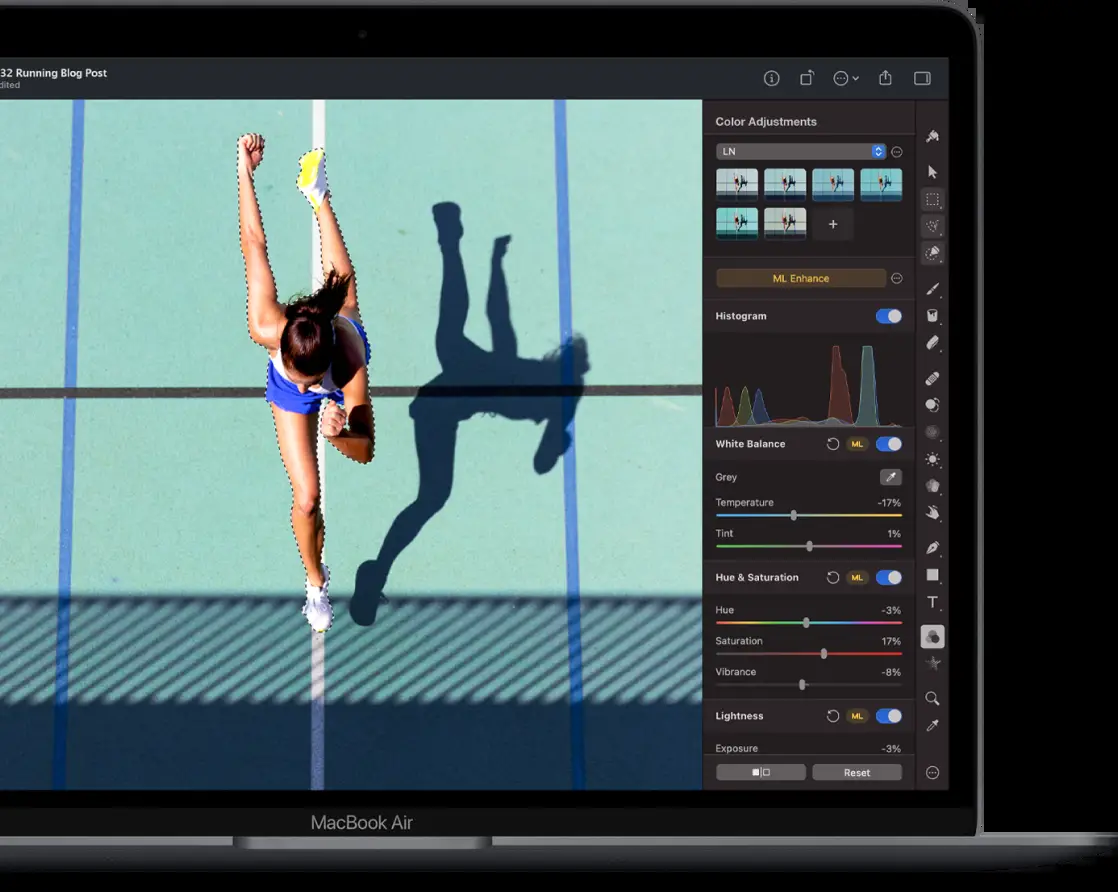 32 Running Blog Post
dited
Color Adjustments
LN
+
ML Enhance
Histogram
White Balance ML
Grey
Temperature -17%
Tint 1%
Hue & Saturation ML
Hue -3%
Saturation 17%
Vibrance -8%
Lightness ML
Exposure -3%
Reset
T
MacBook Air